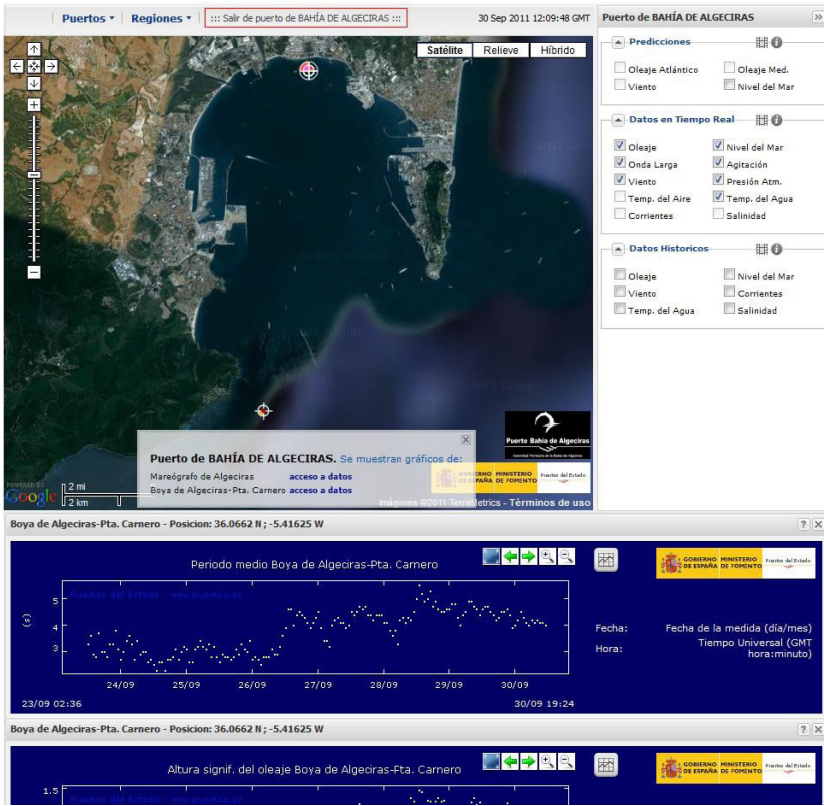 Puertos
Regiones
::: Salir de puerto de BAHÍA DE ALGECIRAS :::
30 Sep 2011 12:09:48 GMT
Satélite
Relieve
Híbrido
Puerto de BAHÍA DE ALGECIRAS
Predicciones
Oleaje Atlántico
Oleaje Med.
Viento
Nivel del Mar
Datos en Tiempo Real
Oleaje
Nivel del Mar
Onda Larga
Agitación
Viento
Presión Atm.
Temp. del Aire
Temp. del Agua
Corrientes
Salinidad
Datos Historicos
Oleaje
Nivel del Mar
Viento
Corrientes
Temp. del Agua
Salinidad
Puerto Bahía de Algeciras
Puerto de BAHÍA DE ALGECIRAS. Se muestran gráficos de:
Mareógrafo de Algeciras acceso a datos
Boya de Algeciras-Pta. Carnero acceso a datos
GOBIERNO DE ESPAÑA
MINISTERIO DE FOMENTO
Puertos del Estado
POWERED BY
Google
2 mi
2 km
Imágenes ©2011 TerraMetrics - Términos de uso
Boya de Algeciras-Pta. Carnero - Posicion: 36.0662 N ; -5.41625 W
Periodo medio Boya de Algeciras-Pta. Carnero
GOBIERNO DE ESPAÑA
MINISTERIO DE FOMENTO
Puertos del Estado
Puertos del Estado - www.puertos.es
(s)
5
4
3
24/09 25/09 26/09 27/09 28/09 29/09 30/09
23/09 02:36
30/09 19:24
Fecha: Fecha de la medida (día/mes)
Hora: Tiempo Universal (GMT
hora:minuto)
Boya de Algeciras-Pta. Carnero - Posicion: 36.0662 N ; -5.41625 W
Altura signif. del oleaje Boya de Algeciras-Pta. Carnero
GOBIERNO DE ESPAÑA
MINISTERIO DE FOMENTO
Puertos del Estado
1.5
Puertos del Estado - www.puertos.es